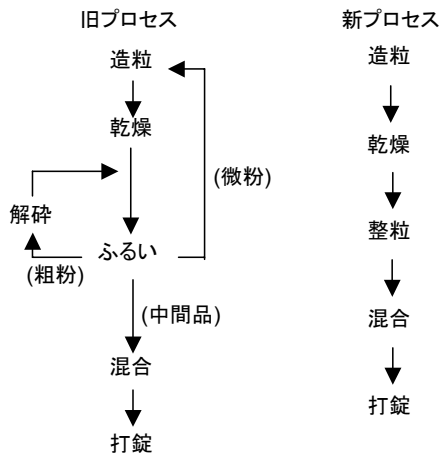 旧プロセス
造粒
乾燥
(微粉)
解砕
ふるい
(粗粉)
(中間品)
混合
打錠
新プロセス
造粒
乾燥
整粒
混合
打錠